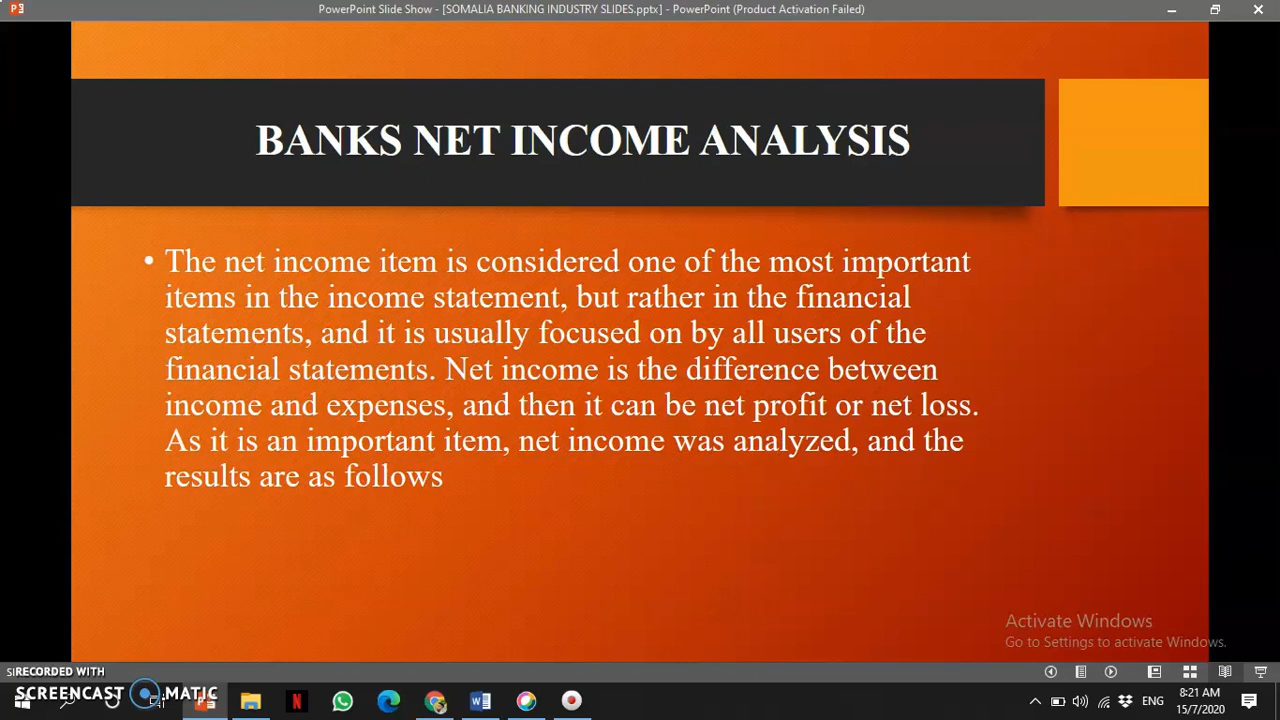 PowerPoint Slide Show - [SOMALIA BANKING INDUSTRY SLIDES.pptx] - PowerPoint (Product Activation Failed)
BANKS NET INCOME ANALYSIS
• The net income item is considered one of the most important
items in the income statement, but rather in the financial
statements, and it is usually focused on by all users of the
financial statements. Net income is the difference between
income and expenses, and then it can be net profit or net loss.
As it is an important item, net income was analyzed, and the
results are as follows
Activate Windows
Go to Settings to activate Windows.
RECORDED WITH
SCREENCAST MATIC
ENG
8:21 AM
15/7/2020